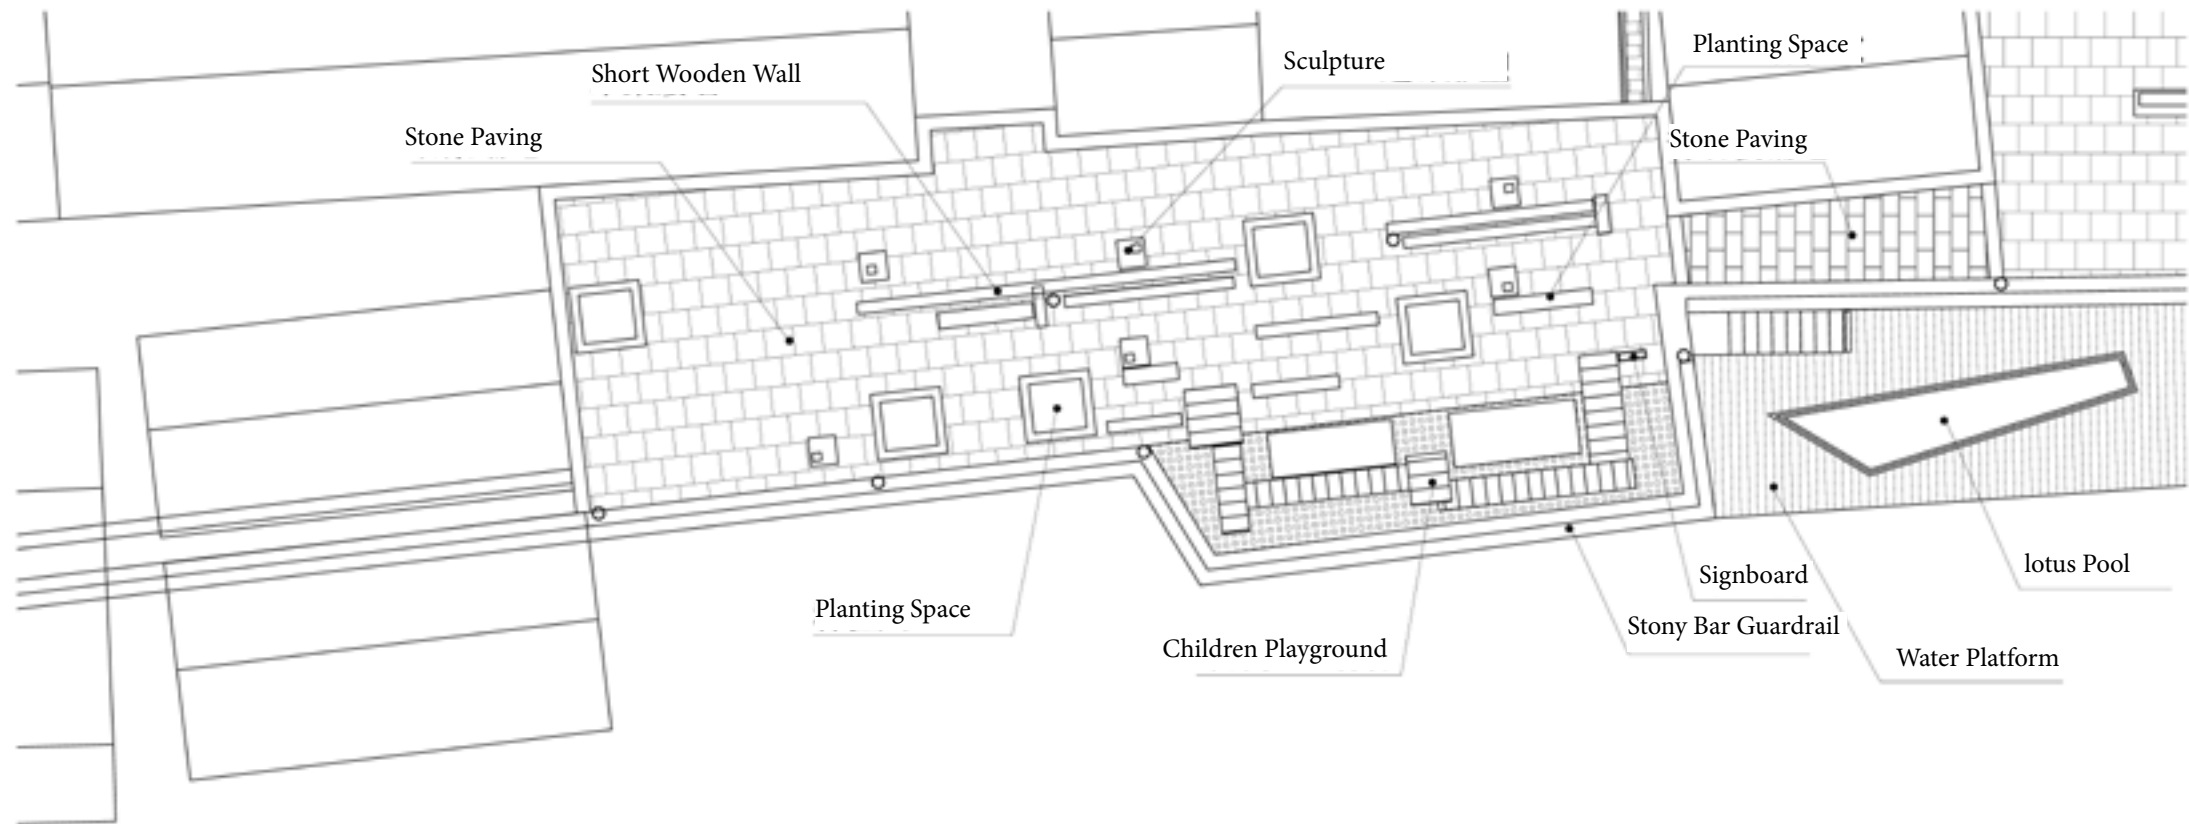 Planting Space
Sculpture
Short Wooden Wall
Stone Paving
Stone Paving
lotus Pool
Signboard
Planting Space
Stony Bar Guardrail
Children Playground
Water Platform